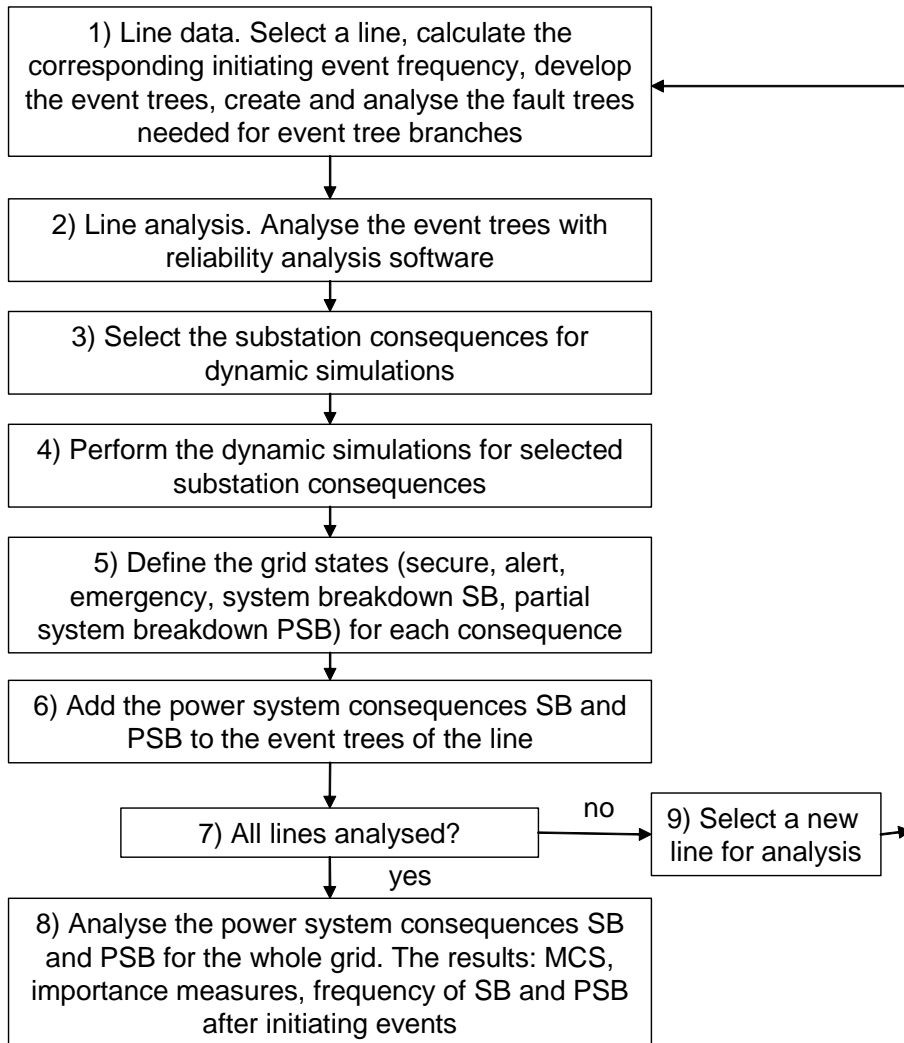 1) Line data. Select a line, calculate the
corresponding initiating event frequency, develop
the event trees, create and analyse the fault trees
needed for event tree branches
2) Line analysis. Analyse the event trees with
reliability analysis software
3) Select the substation consequences for
dynamic simulations
4) Perform the dynamic simulations for selected
substation consequences
5) Define the grid states (secure, alert,
emergency, system breakdown SB, partial
system breakdown PSB) for each consequence
6) Add the power system consequences SB and
PSB to the event trees of the line
7) All lines analysed?
no
9) Select a new
line for analysis
yes
8) Analyse the power system consequences SB
and PSB for the whole grid. The results: MCS,
importance measures, frequency of SB and PSB
after initiating events